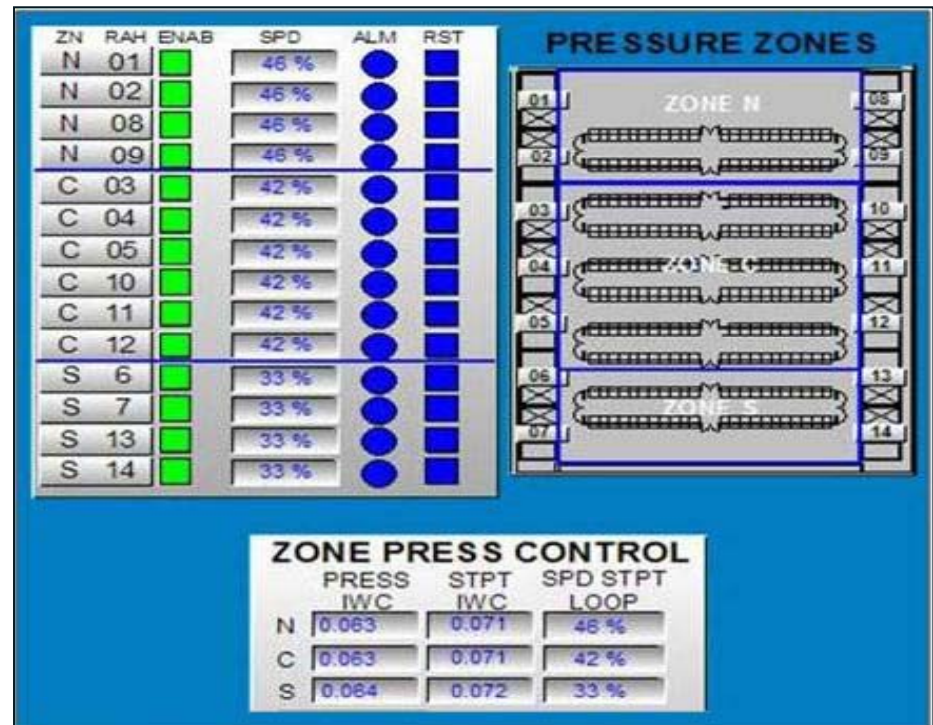 ZN RAH ENAB SPD ALM RST
N 01 46 %
N 02 46 %
N 08 46 %
N 09 46 %
C 03 42 %
C 04 42 %
C 05 42 %
C 10 42 %
C 11 42 %
C 12 42 %
S 6 33 %
S 7 33 %
S 13 33 %
S 14 33 %
PRESSURE ZONES
01 ZONE N 08
02 09
03 10
04 ZONE C 11
05 12
06 13
ZONE S
07 14
ZONE PRESS CONTROL
PRESS STPT SPD STPT
IWC IWC LOOP
N 0.063 0.071 46 %
C 0.063 0.071 42 %
S 0.064 0.072 33 %